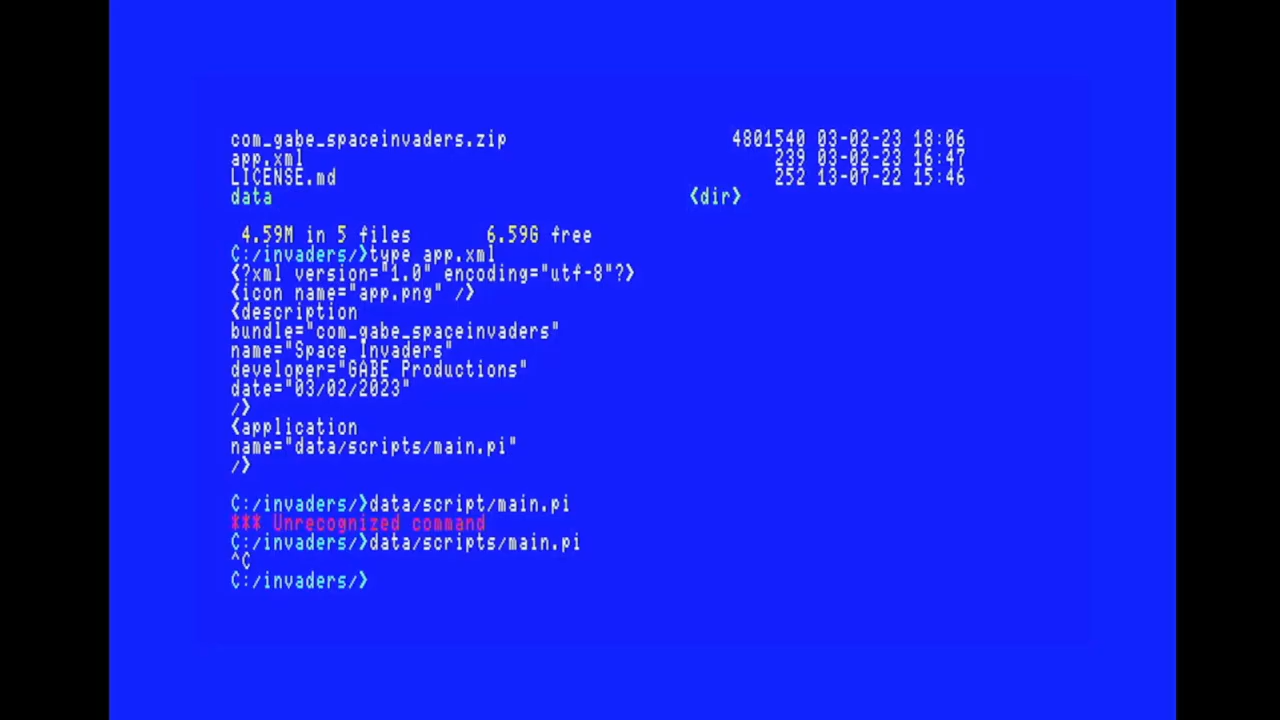 com_gabe_spaceinvaders.zip 4801540 03-02-23 18:06
app.xml 239 03-02-23 16:47
LICENSE.md 252 13-07-22 15:46
data <dir>
4.59M in 5 files 6.59G free
C:/invaders/>type app.xml
<?xml version="1.0" encoding="utf-8"?>
<icon name="app.png" />
<description
bundle="com_gabe_spaceinvaders"
name="Space Invaders"
developer="GABE Productions"
date="03/02/2023"
/>
<application
name="data/scripts/main.pi"
/>
C:/invaders/>data/script/main.pi
*** Unrecognized command
C:/invaders/>data/scripts/main.pi
^C
C:/invaders/>